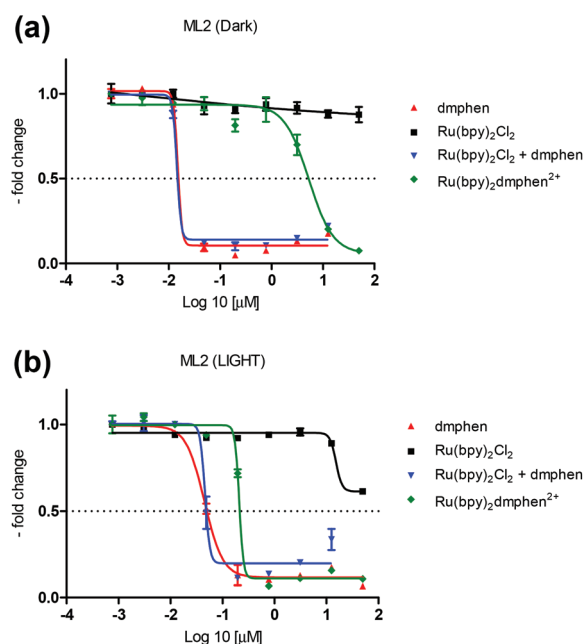 (a)
ML2 (Dark)
1.0
0.5
0.0
- fold change
-4 -3 -2 -1 0 1 2
Log 10 [μM]
dmphen
Ru(bpy)₂Cl₂
Ru(bpy)₂Cl₂ + dmphen
Ru(bpy)₂dmphen²⁺
(b)
ML2 (LIGHT)
1.0
0.5
0.0
- fold change
-4 -3 -2 -1 0 1 2
Log 10 [μM]
dmphen
Ru(bpy)₂Cl₂
Ru(bpy)₂Cl₂ + dmphen
Ru(bpy)₂dmphen²⁺